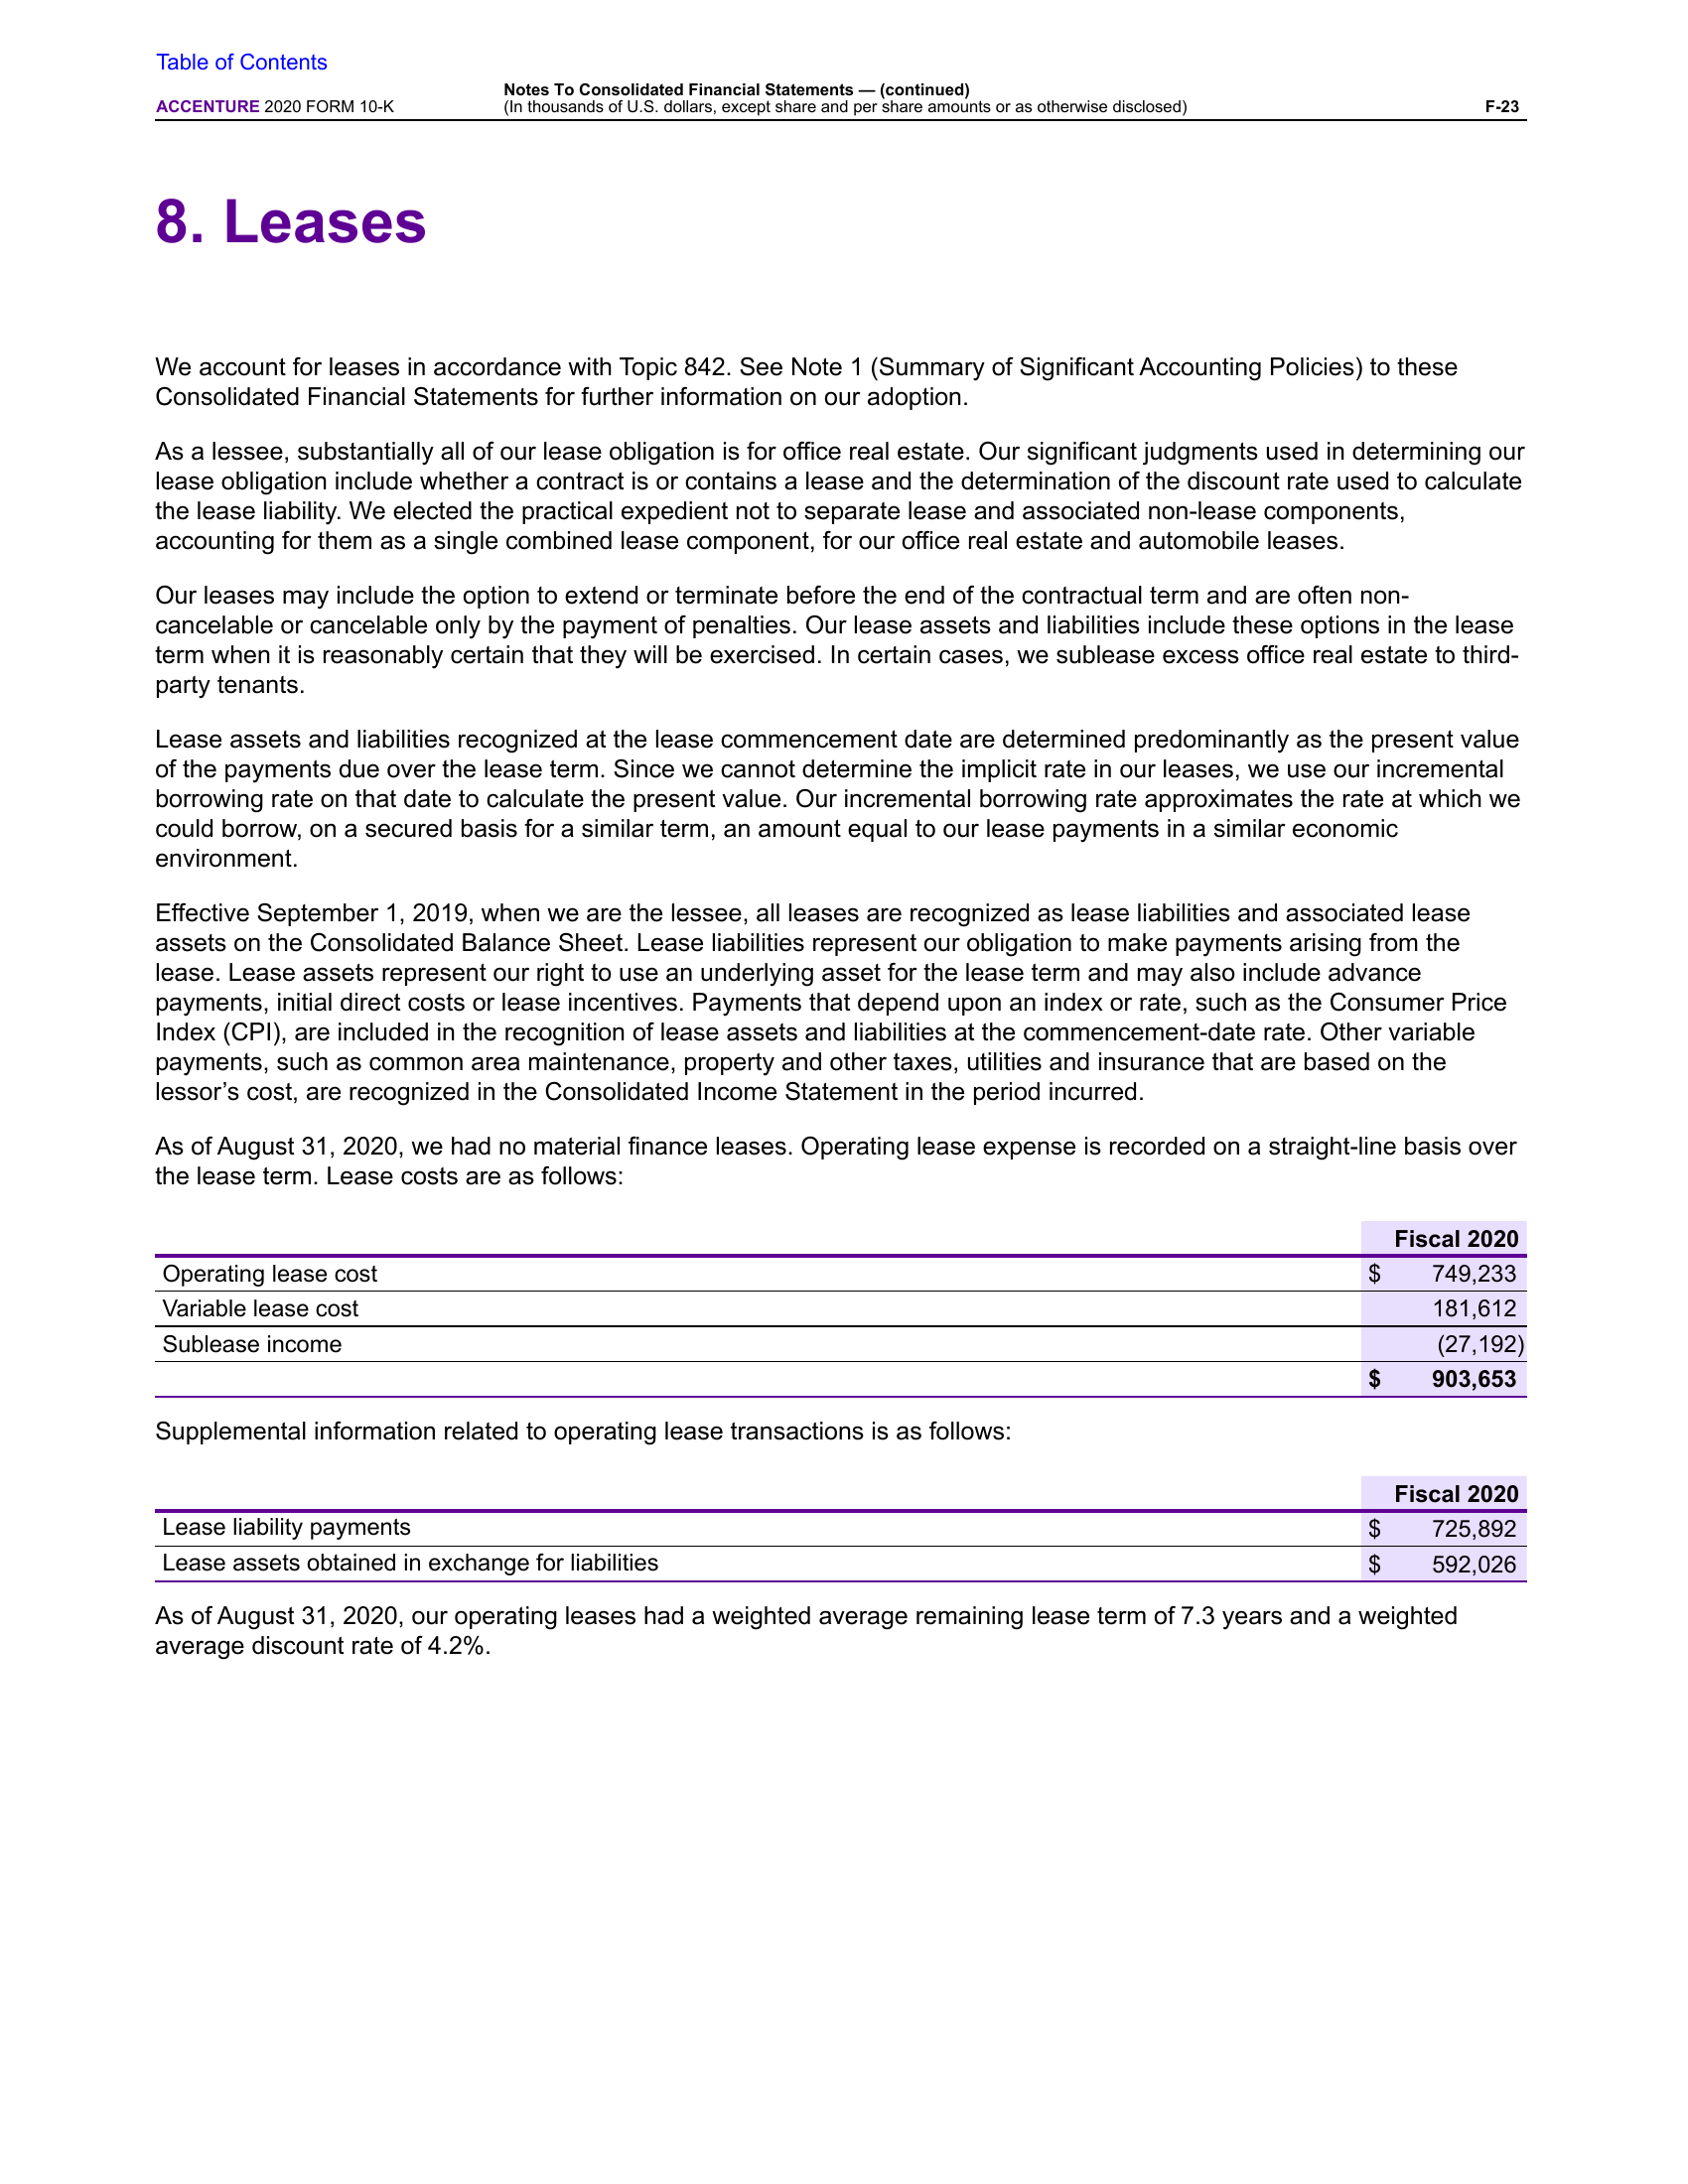 Table of Contents
Notes To Consolidated Financial Statements — (continued)
ACCENTURE 2020 FORM 10-K (In thousands of U.S. dollars, except share and per share amounts or as otherwise disclosed) F-23
8. Leases
We account for leases in accordance with Topic 842. See Note 1 (Summary of Significant Accounting Policies) to these
Consolidated Financial Statements for further information on our adoption.
As a lessee, substantially all of our lease obligation is for office real estate. Our significant judgments used in determining our
lease obligation include whether a contract is or contains a lease and the determination of the discount rate used to calculate
the lease liability. We elected the practical expedient not to separate lease and associated non-lease components,
accounting for them as a single combined lease component, for our office real estate and automobile leases.
Our leases may include the option to extend or terminate before the end of the contractual term and are often non-
cancelable or cancelable only by the payment of penalties. Our lease assets and liabilities include these options in the lease
term when it is reasonably certain that they will be exercised. In certain cases, we sublease excess office real estate to third-
party tenants.
Lease assets and liabilities recognized at the lease commencement date are determined predominantly as the present value
of the payments due over the lease term. Since we cannot determine the implicit rate in our leases, we use our incremental
borrowing rate on that date to calculate the present value. Our incremental borrowing rate approximates the rate at which we
could borrow, on a secured basis for a similar term, an amount equal to our lease payments in a similar economic
environment.
Effective September 1, 2019, when we are the lessee, all leases are recognized as lease liabilities and associated lease
assets on the Consolidated Balance Sheet. Lease liabilities represent our obligation to make payments arising from the
lease. Lease assets represent our right to use an underlying asset for the lease term and may also include advance
payments, initial direct costs or lease incentives. Payments that depend upon an index or rate, such as the Consumer Price
Index (CPI), are included in the recognition of lease assets and liabilities at the commencement-date rate. Other variable
payments, such as common area maintenance, property and other taxes, utilities and insurance that are based on the
lessor’s cost, are recognized in the Consolidated Income Statement in the period incurred.
As of August 31, 2020, we had no material finance leases. Operating lease expense is recorded on a straight-line basis over
the lease term. Lease costs are as follows:
Fiscal 2020
Operating lease cost $ 749,233
Variable lease cost 181,612
Sublease income (27,192)
$ 903,653
Supplemental information related to operating lease transactions is as follows:
Fiscal 2020
Lease liability payments $ 725,892
Lease assets obtained in exchange for liabilities $ 592,026
As of August 31, 2020, our operating leases had a weighted average remaining lease term of 7.3 years and a weighted
average discount rate of 4.2%.